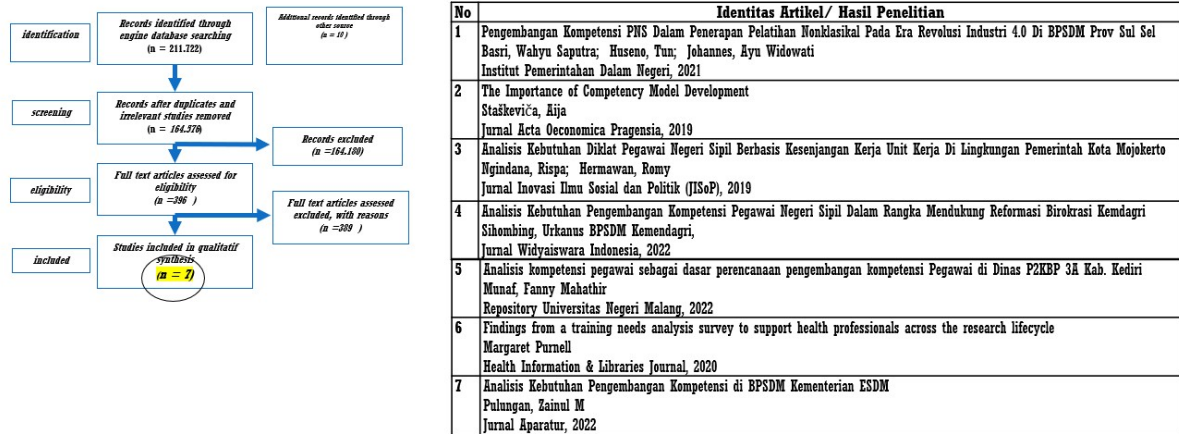 identification
Records identified through
engine database searching
(n = 211.722)
Additional records identified through
other source
(n = 10 )
screening
Records after duplicates and
irrelevant studies removed
(n = 164.576)
Records excluded
(n =164.180)
eligibility
Full text articles assessed for
eligibility
(n =396 )
Full text articles assessed
excluded, with reasons
(n =389 )
included
Studies included in qualitatif
synthesis
(n = 7)
No Identitas Artikel/ Hasil Penelitian
1 Pengembangan Kompetensi PNS Dalam Penerapan Pelatihan Nonklasikal Pada Era Revolusi Industri 4.0 Di BPSDM Prov Sul Sel
Basri, Wahyu Saputra; Huseno, Tun; Johannes, Ayu Widowati
Institut Pemerintahan Dalam Negeri, 2021
2 The Importance of Competency Model Development
Staškeviča, Aija
Jurnal Acta Oeconomica Pragensia, 2019
3 Analisis Kebutuhan Diklat Pegawai Negeri Sipil Berbasis Kesenjangan Kerja Unit Kerja Di Lingkungan Pemerintah Kota Mojokerto
Ngindana, Rispa; Hermawan, Romy
Jurnal Inovasi Ilmu Sosial dan Politik (JISoP), 2019
4 Analisis Kebutuhan Pengembangan Kompetensi Pegawai Negeri Sipil Dalam Rangka Mendukung Reformasi Birokrasi Kemdagri
Sihombing, Urkanus BPSDM Kemendagri,
Jurnal Widyaiswara Indonesia, 2022
5 Analisis kompetensi pegawai sebagai dasar perencanaan pengembangan kompetensi Pegawai di Dinas P2KBP 3A Kab. Kediri
Munaf, Fanny Mahathir
Repository Universitas Negeri Malang, 2022
6 Findings from a training needs analysis survey to support health professionals across the research lifecycle
Margaret Purnell
Health Information & Libraries Journal, 2020
7 Analisis Kebutuhan Pengembangan Kompetensi di BPSDM Kementerian ESDM
Pulungan, Zainul M
Jurnal Aparatur, 2022